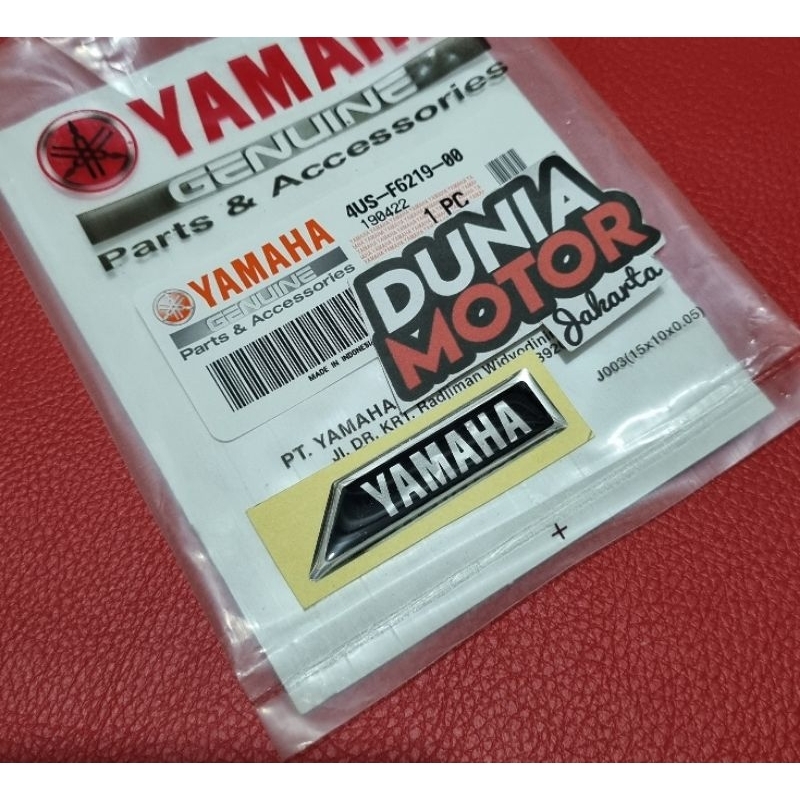 YAMAHA
GENUINE
Parts & Accessories
4US-F6219-00
190422
1 PC
YAMAHA
GENUINE
Parts & Accessories
MADE IN INDONESIA
DUNIA
MOTOR
Jakarta
J003(15x10x0.05)
PT. YAMAHA
Jl. DR. KRT. Radjiman
YAMAHA
+